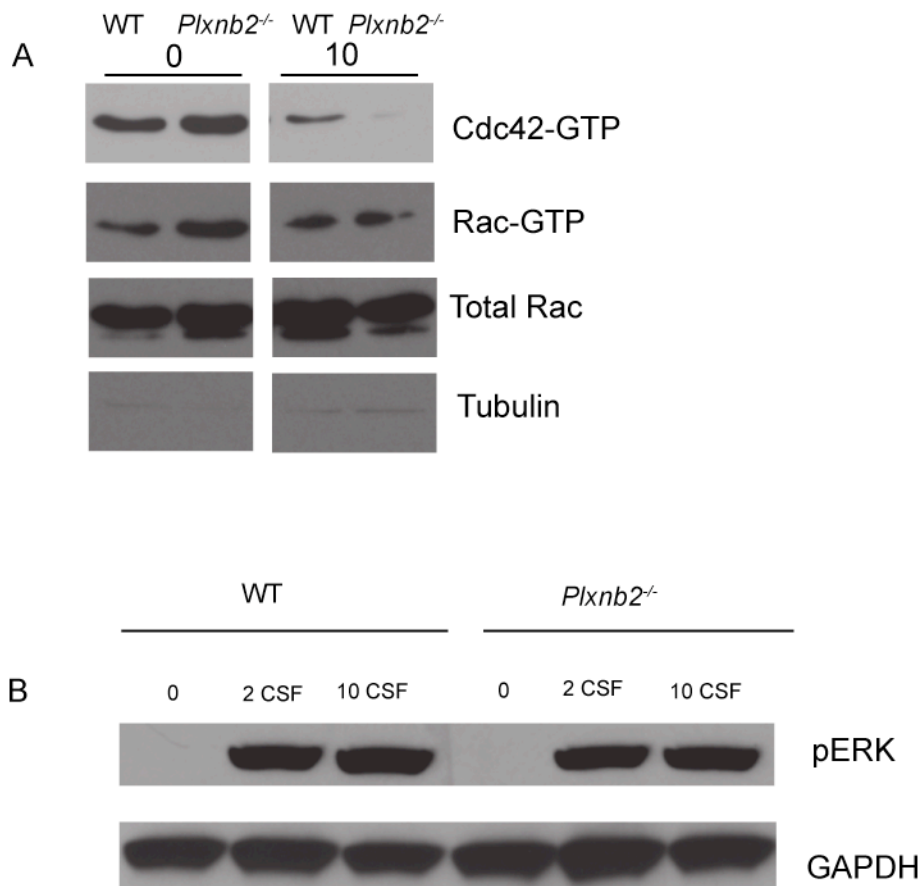 WT Plxnb2-/- WT Plxnb2-/-
A 0 10
Cdc42-GTP
Rac-GTP
Total Rac
Tubulin
WT Plxnb2-/-
B 0 2 CSF 10 CSF 0 2 CSF 10 CSF
pERK
GAPDH